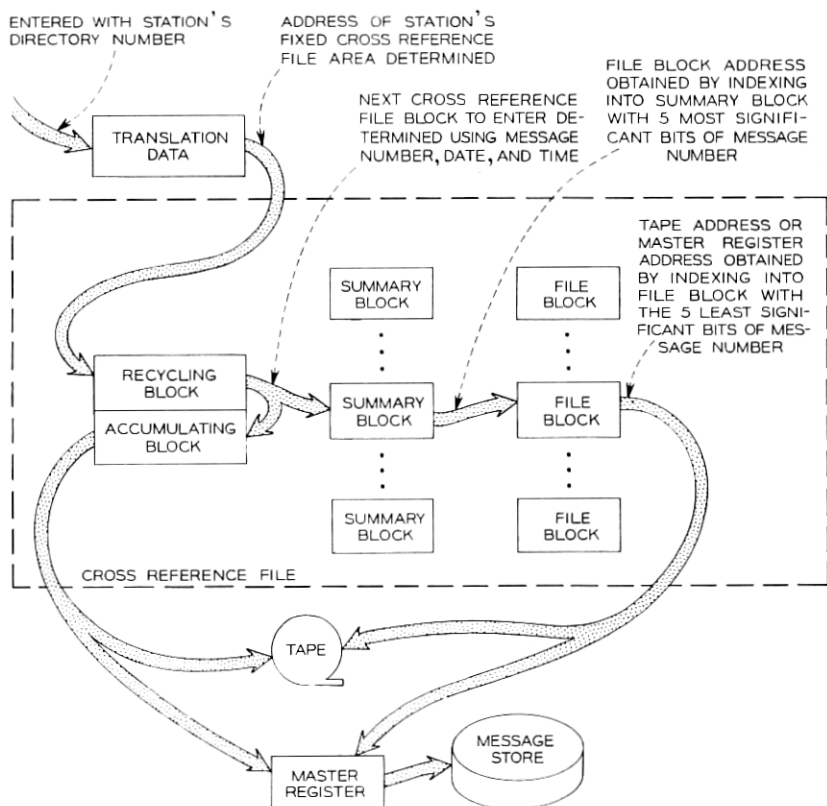 ENTERED WITH STATION'S
DIRECTORY NUMBER
ADDRESS OF STATION'S
FIXED CROSS REFERENCE
FILE AREA DETERMINED
FILE BLOCK ADDRESS
OBTAINED BY INDEXING
INTO SUMMARY BLOCK
WITH 5 MOST SIGNIFI-
CANT BITS OF MESSAGE
NUMBER
NEXT CROSS REFERENCE
FILE BLOCK TO ENTER DE-
TERMINED USING MESSAGE
NUMBER, DATE, AND TIME
TRANSLATION
DATA
TAPE ADDRESS OR
MASTER REGISTER
ADDRESS OBTAINED
BY INDEXING INTO
FILE BLOCK WITH
THE 5 LEAST SIGNI-
FICANT BITS OF MES-
SAGE NUMBER
SUMMARY
BLOCK
FILE
BLOCK
RECYCLING
BLOCK
SUMMARY
BLOCK
FILE
BLOCK
ACCUMULATING
BLOCK
SUMMARY
BLOCK
FILE
BLOCK
CROSS REFERENCE FILE
TAPE
MASTER
REGISTER
MESSAGE
STORE